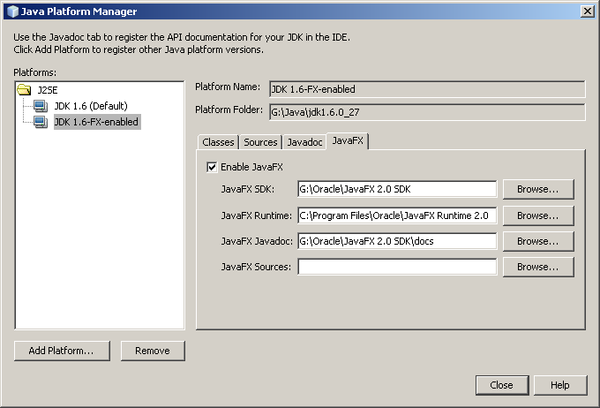 Java Platform Manager
Use the Javadoc tab to register the API documentation for your JDK in the IDE.
Click Add Platform to register other Java platform versions.
Platforms:
J2SE
JDK 1.6 (Default)
JDK 1.6-FX-enabled
Platform Name: JDK 1.6-FX-enabled
Platform Folder: G:\Java\jdk1.6.0_27
Classes Sources Javadoc JavaFX
Enable JavaFX
JavaFX SDK: G:\Oracle\JavaFX 2.0 SDK Browse...
JavaFX Runtime: C:\Program Files\Oracle\JavaFX Runtime 2.0 Browse...
JavaFX Javadoc: G:\Oracle\JavaFX 2.0 SDK\docs Browse...
JavaFX Sources: Browse...
Add Platform... Remove
Close Help